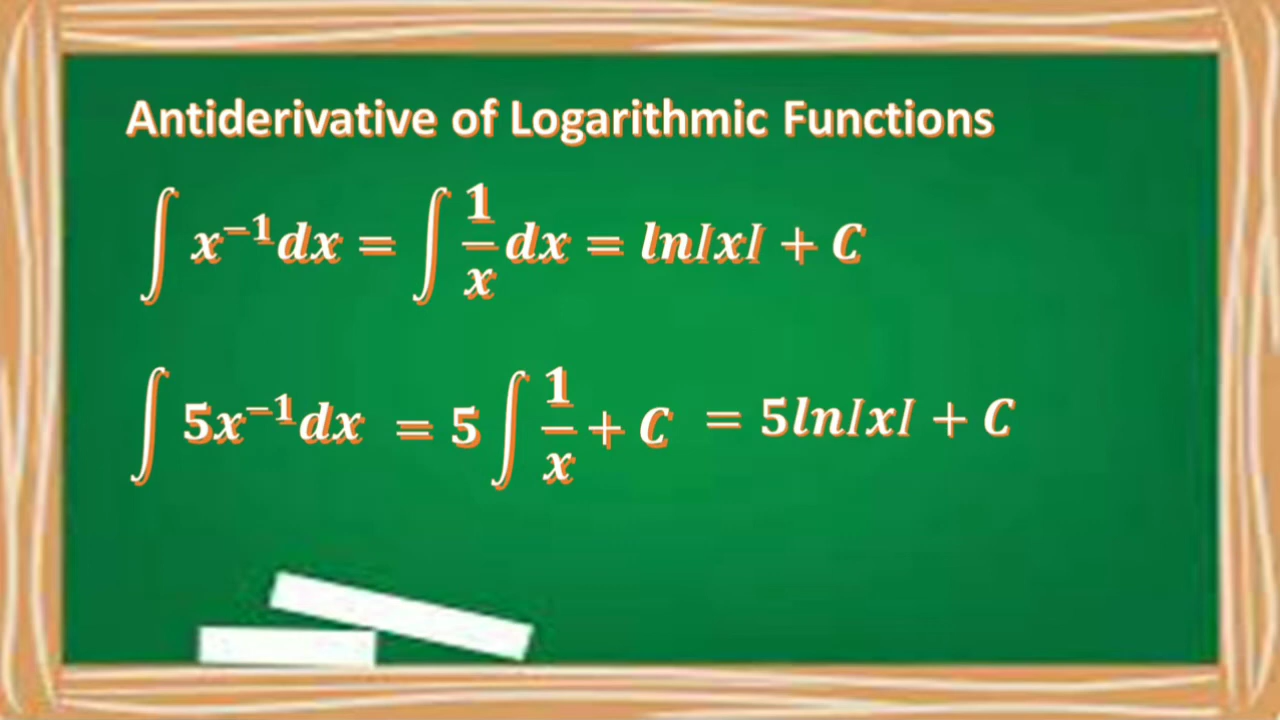 Antiderivative of Logarithmic Functions
∫ x⁻¹dx = ∫ 1/x dx = ln|x| + C
∫ 5x⁻¹dx = 5 ∫ 1/x + C = 5ln|x| + C